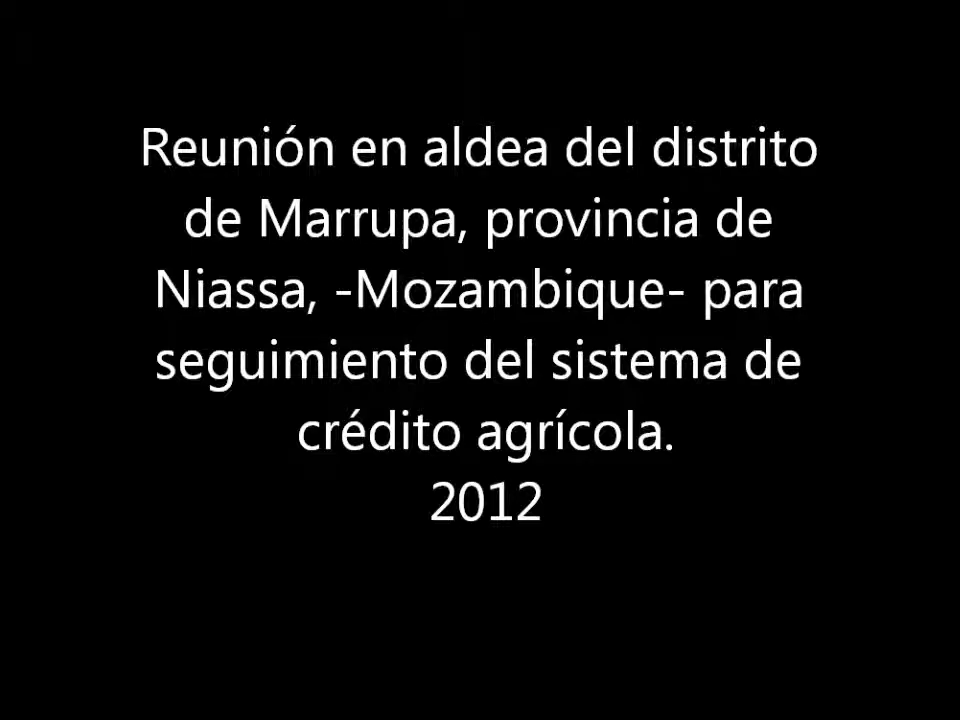 Reunión en aldea del distrito
de Marrupa, provincia de
Niassa, -Mozambique- para
seguimiento del sistema de
crédito agrícola.
2012